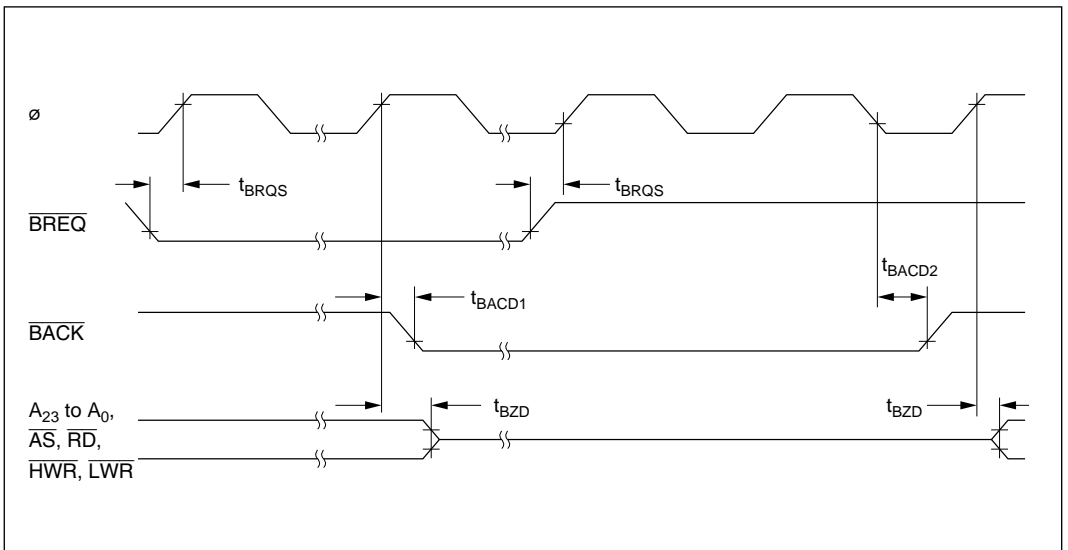 ø
tBRQS
tBRQS
BREQ
tBACD2
tBACD1
BACK
A23 to A0,
AS, RD,
HWR, LWR
tBZD
tBZD